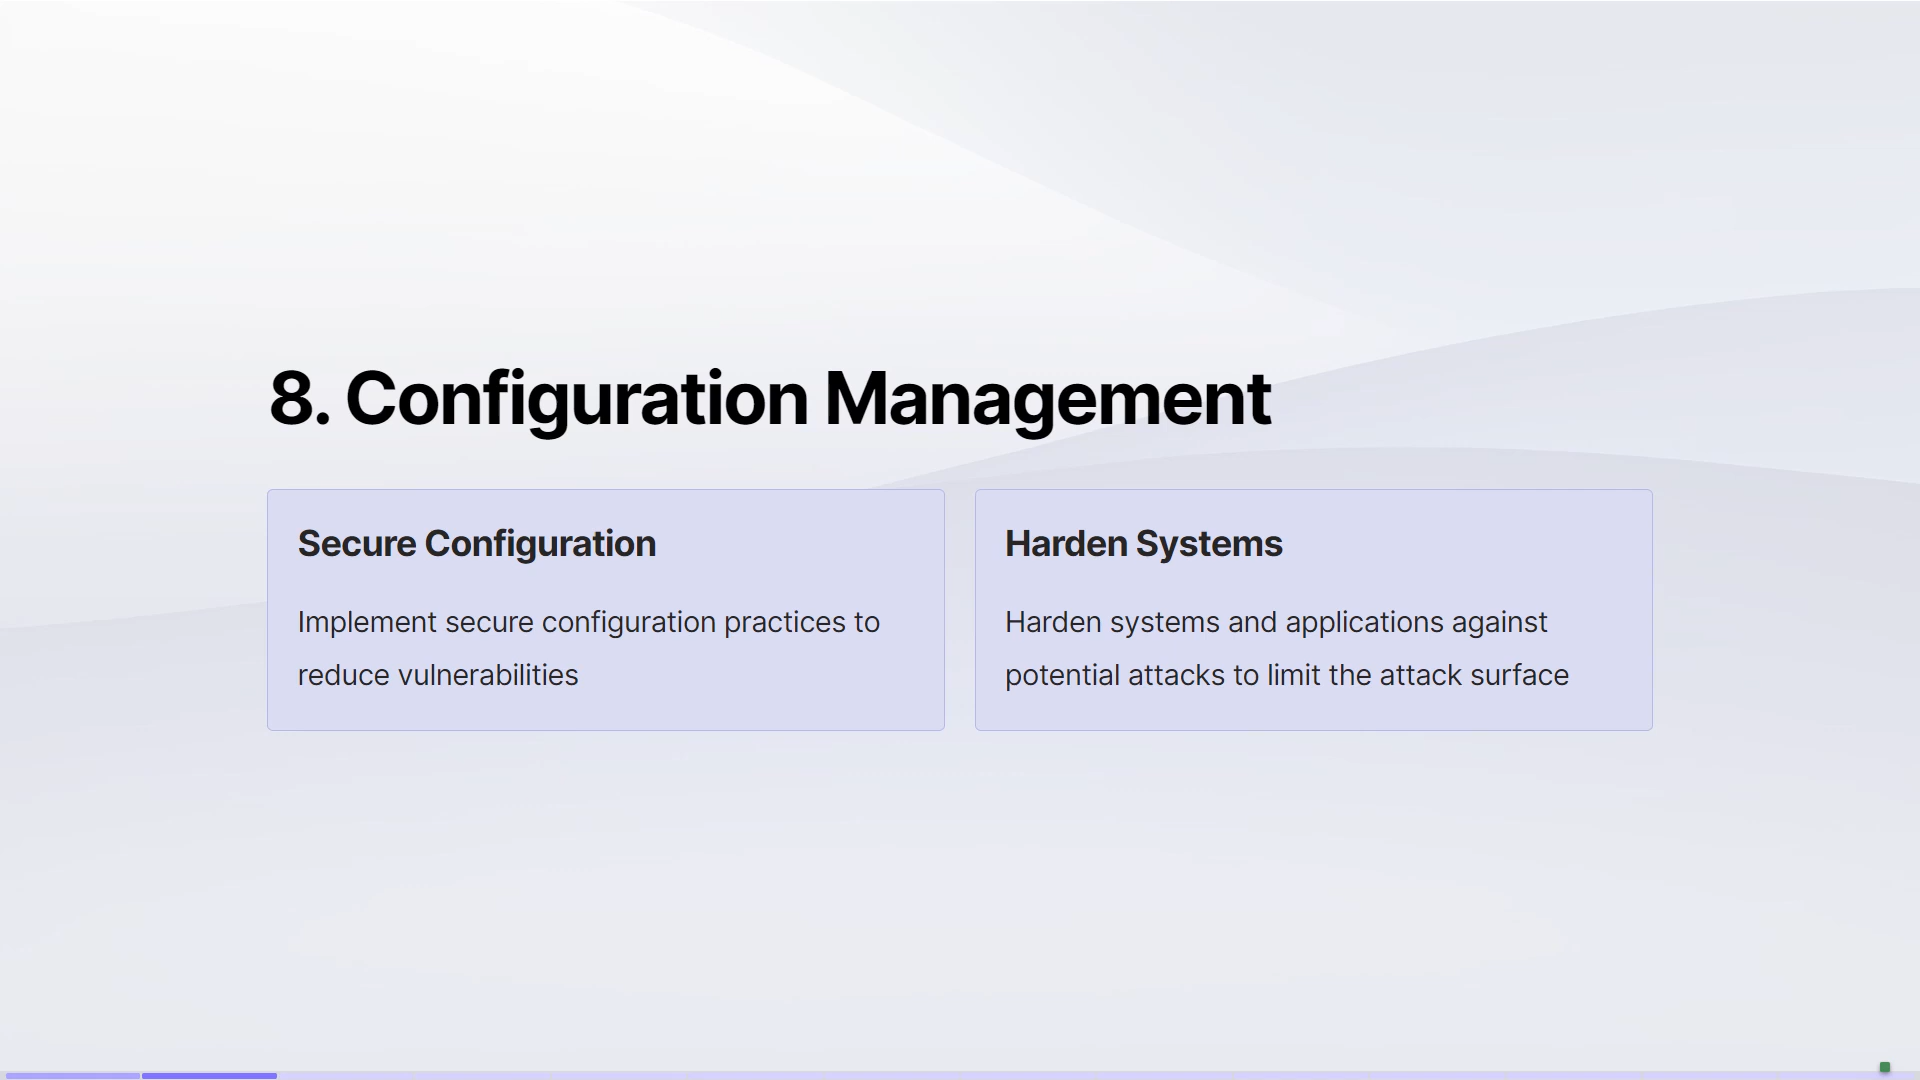 8. Configuration Management
Secure Configuration
Implement secure configuration practices to
reduce vulnerabilities
Harden Systems
Harden systems and applications against
potential attacks to limit the attack surface